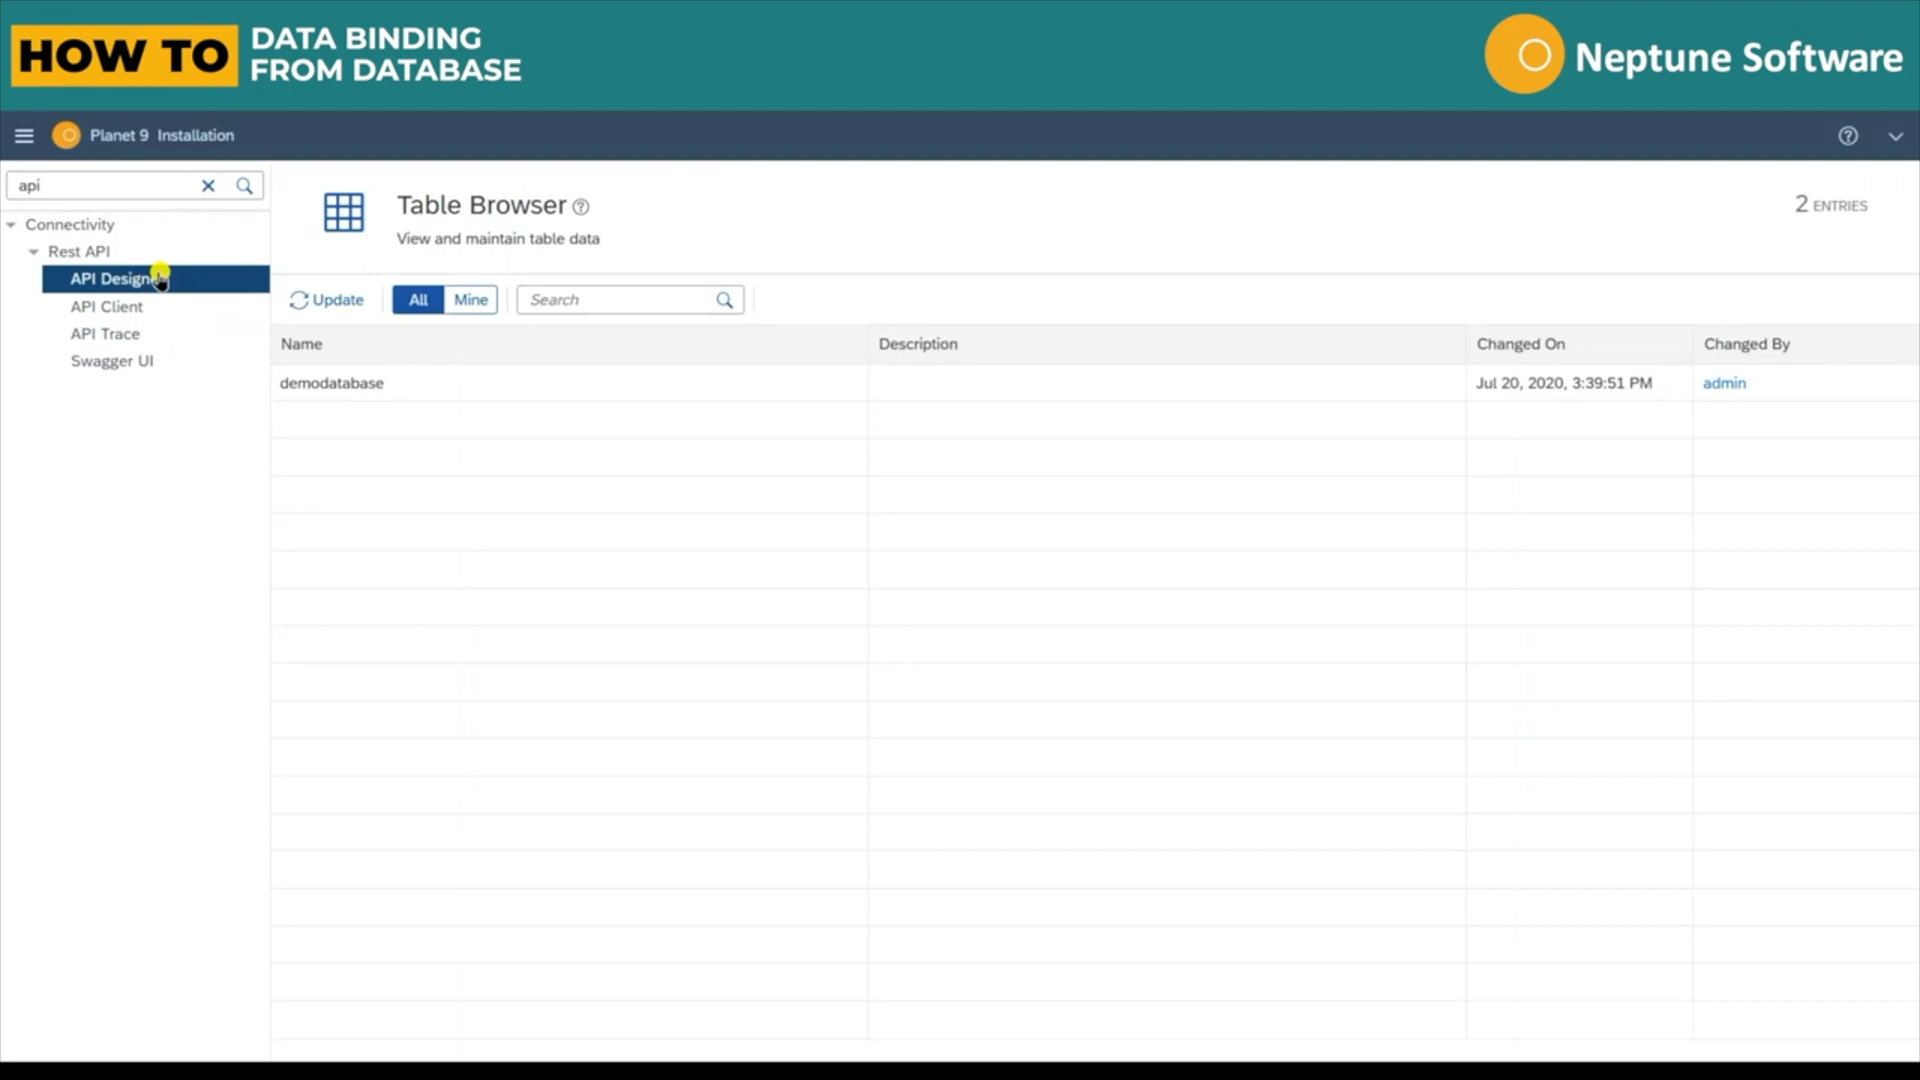 HOW TO
DATA BINDING
FROM DATABASE
Neptune Software
Planet 9 Installation
api
Connectivity
Rest API
API Design
API Client
API Trace
Swagger UI
Table Browser
View and maintain table data
2 ENTRIES
Update
All
Mine
Search
Name
Description
Changed On
Changed By
demodatabase
Jul 20, 2020, 3:39:51 PM
admin